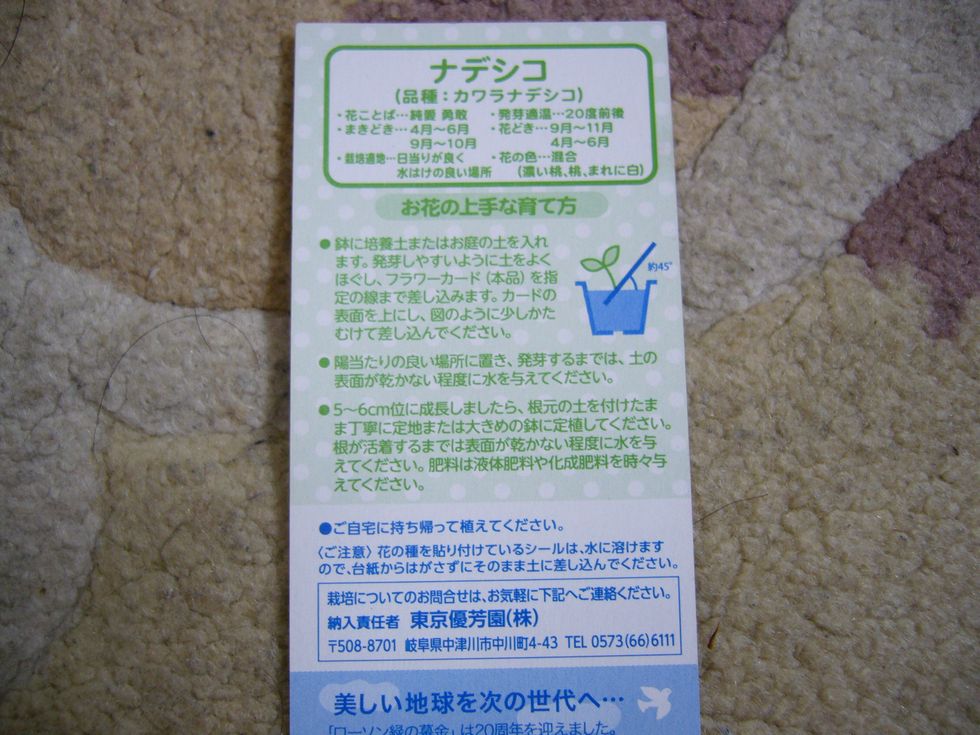 ナデシコ
(品種：カワラナデシコ)
・花ことば…純愛 勇敢 ・発芽適温…20度前後
・まきどき…4月～6月 ・花どき…9月～11月
9月～10月 4月～6月
・栽培適地…日当りが良く ・花の色…混合
水はけの良い場所 (濃い桃、桃、まれに白)
お花の上手な育て方
●鉢に培養土またはお庭の土を入れ
ます。発芽しやすいように土をよく
ほぐし、フラワーカード(本品)を指
定の線まで差し込みます。カードの
表面を上にし、図のように少しかた
むけて差し込んでください。
約45°
●陽当たりの良い場所に置き、発芽するまでは、土の
表面が乾かない程度に水を与えてください。
●5～6cm位に成長しましたら、根元の土を付けたま
ま丁寧に定地または大きめの鉢に定植してください。
根が活着するまでは表面が乾かない程度に水を与
えてください。肥料は液体肥料や化成肥料を時々与
えてください。
●ご自宅に持ち帰って植えてください。
〈ご注意〉花の種を貼り付けているシールは、水に溶けます
ので、台紙からはがさずにそのまま土に差し込んでください。
栽培についてのお問合せは、お気軽に下記へご連絡ください。
納入責任者 東京優芳園(株)
〒508-8701 岐阜県中津川市中川町4-43 TEL 0573(66)6111
美しい地球を次の世代へ…
「ローソン緑の募金」は20周年を迎えました。